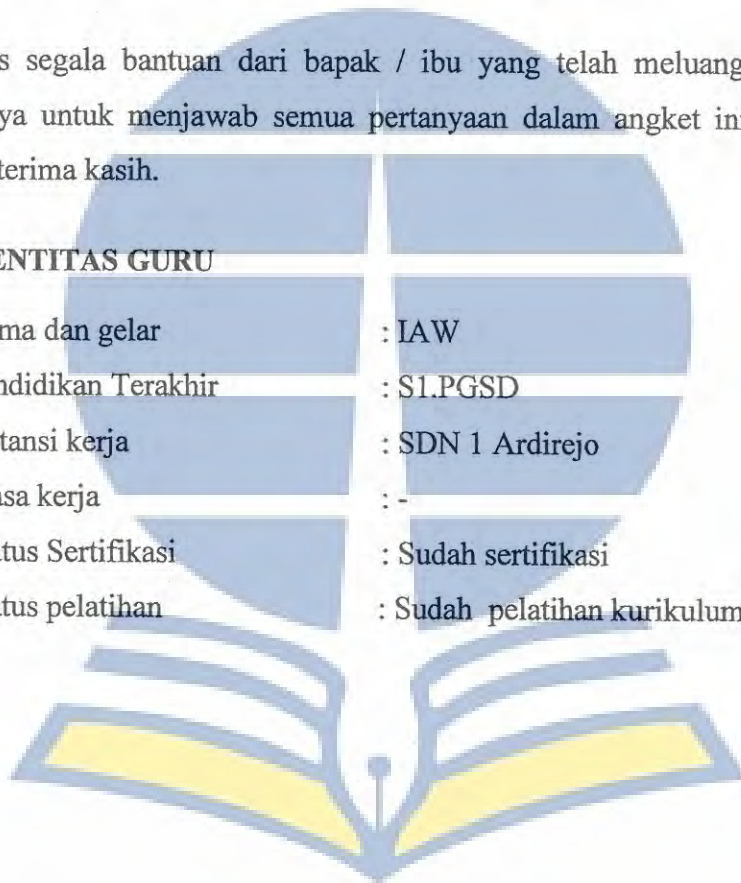 s segala bantuan dari bapak / ibu yang telah meluang
ya untuk menjawab semua pertanyaan dalam angket in
terima kasih.
ENTITAS GURU
ma dan gelar : IAW
ndidikan Terakhir : S1.PGSD
tansi kerja : SDN 1 Ardirejo
asa kerja : -
tus Sertifikasi : Sudah sertifikasi
tus pelatihan : Sudah pelatihan kurikulum